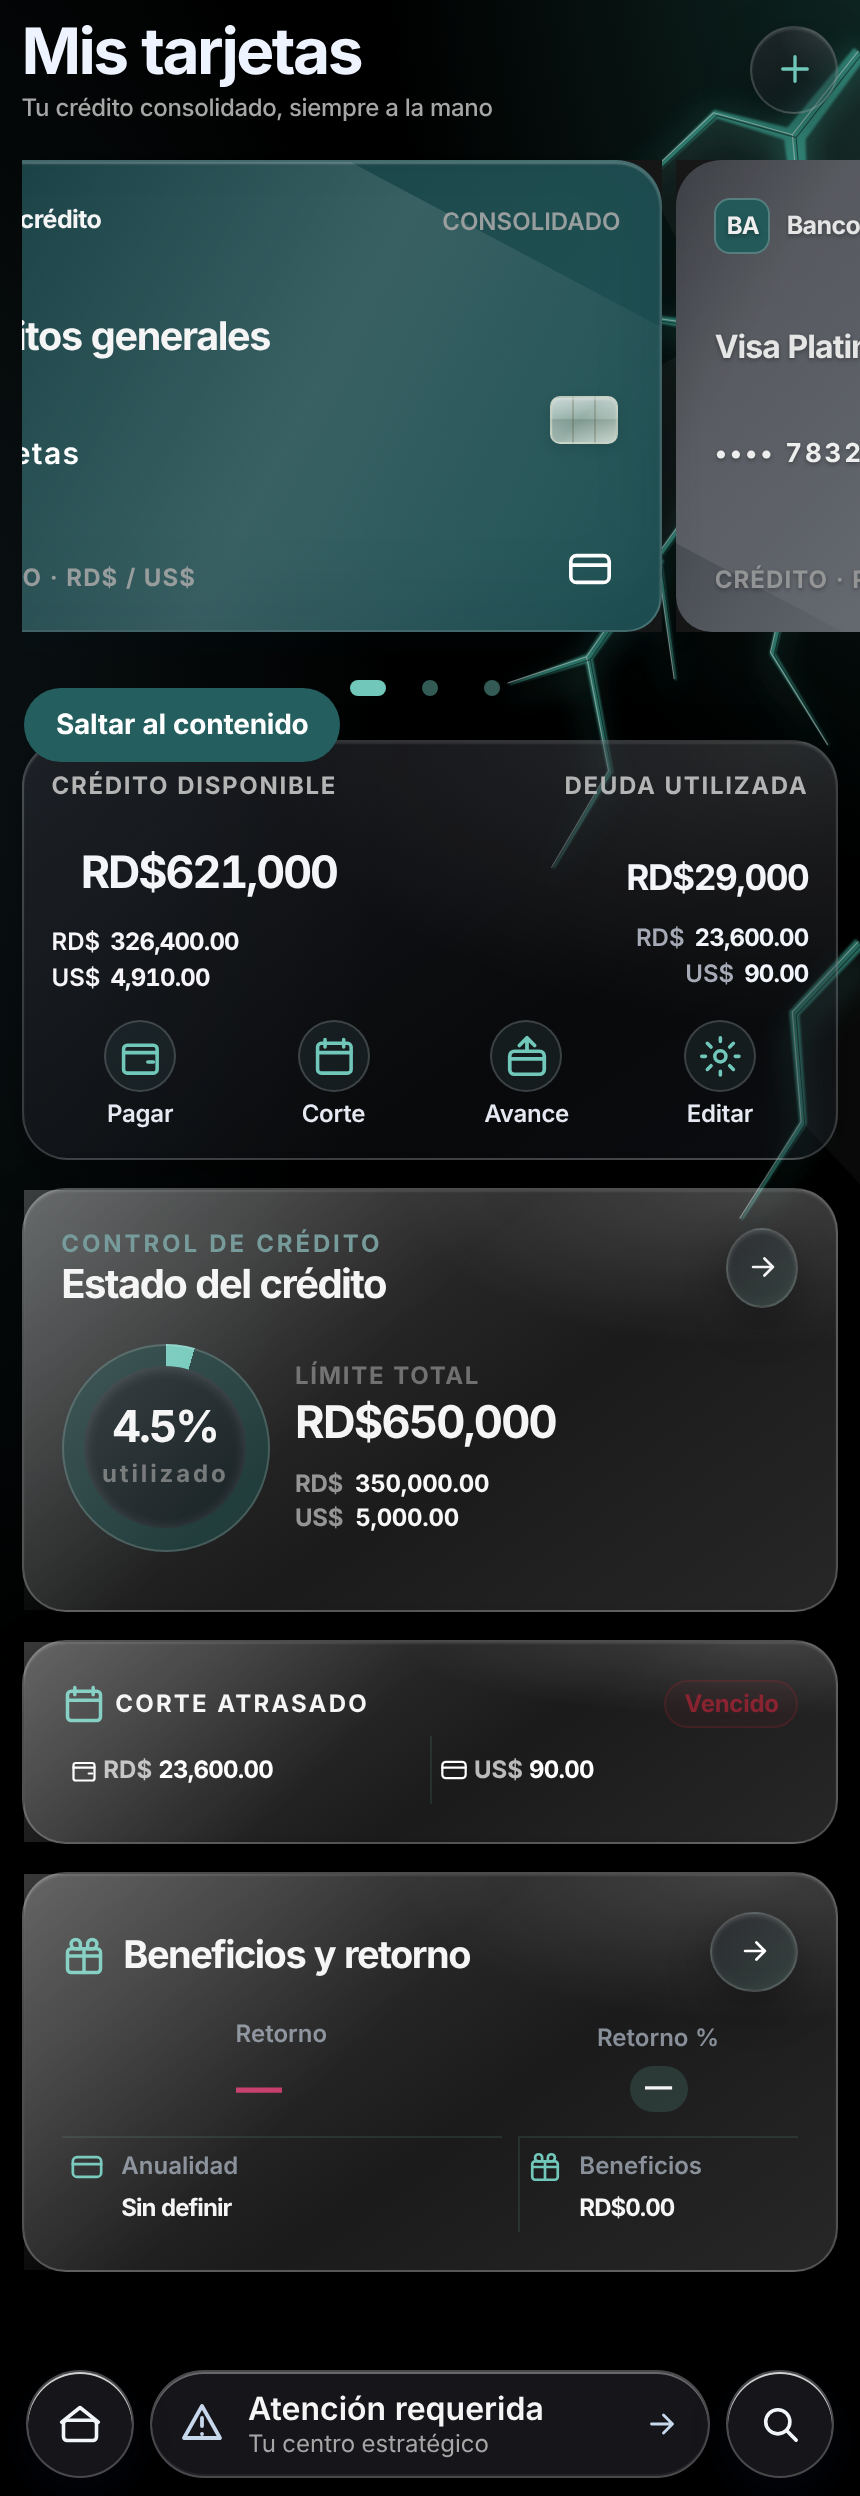 Mis tarjetas
Tu crédito consolidado, siempre a la mano
crédito
CONSOLIDADO
itos generales
etas
O · RD$ / US$
BA Banco
Visa Platin
•••• 7832
CRÉDITO ·
Saltar al contenido
CRÉDITO DISPONIBLE
DEUDA UTILIZADA
RD$621,000
RD$29,000
RD$ 326,400.00
RD$ 23,600.00
US$ 4,910.00
US$ 90.00
Pagar
Corte
Avance
Editar
CONTROL DE CRÉDITO
Estado del crédito
4.5%
utilizado
LÍMITE TOTAL
RD$650,000
RD$ 350,000.00
US$ 5,000.00
CORTE ATRASADO
Vencido
RD$ 23,600.00
US$ 90.00
Beneficios y retorno
Retorno
Retorno %
—
—
Anualidad
Sin definir
Beneficios
RD$0.00
Atención requerida
Tu centro estratégico